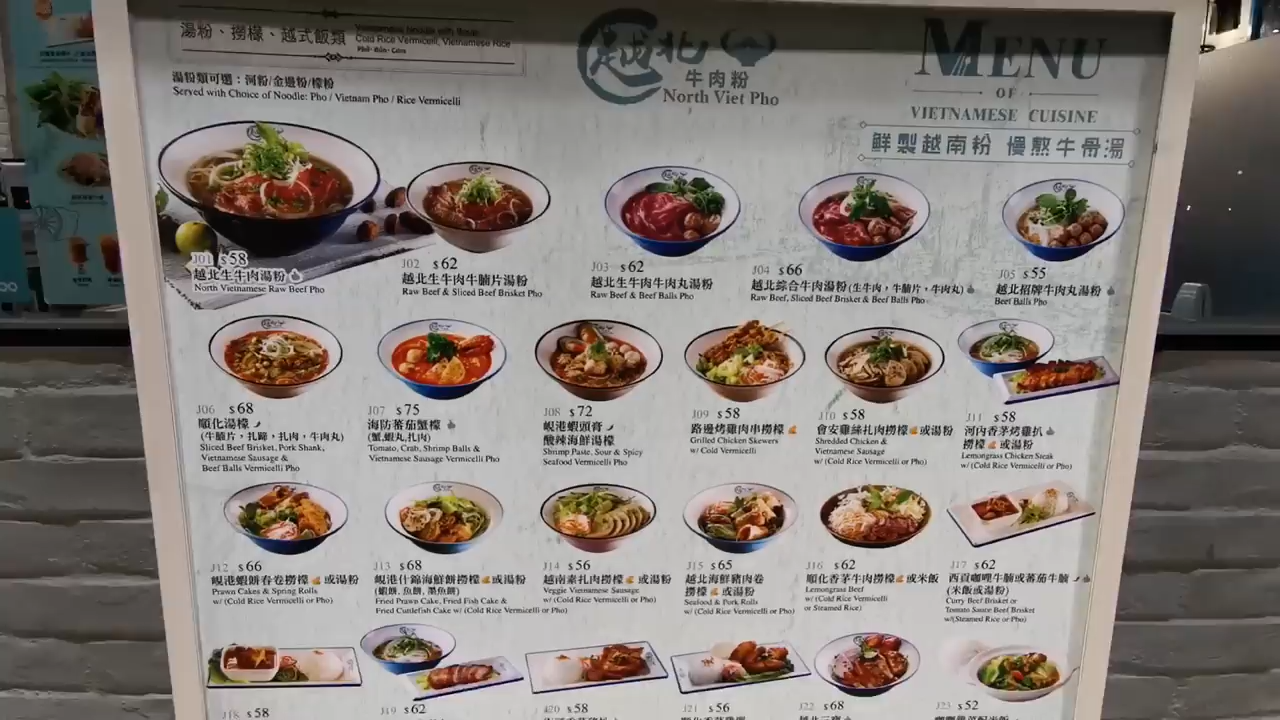 湯粉、撈檬、越式飯類
Cold Rice Vermicelli, Vietnamese Rice
湯粉類可選：河粉/金邊粉/檬粉
Served with Choice of Noodle: Pho / Vietnam Pho / Rice Vermicelli
越北
牛肉粉
North Viet Pho
MENU
OF
VIETNAMESE CUISINE
鮮製越南粉 慢熬牛骨湯
J01 $58
越北生牛肉湯粉
North Vietnamese Raw Beef Pho
J02 $62
越北生牛肉牛腩片湯粉
Raw Beef & Sliced Beef Brisket Pho
J03 $62
越北生牛肉牛肉丸湯粉
Raw Beef & Beef Balls Pho
J04 $66
越北綜合牛肉湯粉(生牛肉，牛腩片，牛肉丸)
Raw Beef, Sliced Beef Brisket & Beef Balls Pho
J05 $55
越北招牌牛肉丸湯粉
Beef Balls Pho
J06 $68
順化湯檬
(牛腩片，扎蹄，扎肉，牛肉丸)
Sliced Beef Brisket, Pork Shank,
Vietnamese Sausage &
Beef Balls Vermicelli Pho
J07 $75
海防蕃茄蟹檬
(蟹,蝦丸,扎肉)
Tomato, Crab, Shrimp Balls &
Vietnamese Sausage Vermicelli Pho
J08 $72
峴港蝦頭膏
酸辣海鮮湯檬
Shrimp Paste, Sour & Spicy
Seafood Vermicelli Pho
J09 $58
路邊烤雞肉串撈檬
Grilled Chicken Skewers
w/ Cold Vermicelli
J10 $58
會安雞絲扎肉撈檬或湯粉
Shredded Chicken &
Vietnamese Sausage
w/ (Cold Rice Vermicelli or Pho)
J11 $58
河內香茅烤雞扒
撈檬或湯粉
Lemongrass Chicken Steak
w/ (Cold Rice Vermicelli or Pho)
J12 $66
峴港蝦餅春卷撈檬或湯粉
Prawn Cakes & Spring Rolls
w/ (Cold Rice Vermicelli or Pho)
J13 $68
峴港什錦海鮮餅撈檬或湯粉
(蝦餅, 魚餅, 墨魚餅)
Fried Prawn Cake, Fried Fish Cake &
Fried Cuttlefish Cake w/ (Cold Rice Vermicelli or Pho)
J14 $56
越南素扎肉撈檬或湯粉
Veggie Vietnamese Sausage
w/ (Cold Rice Vermicelli or Pho)
J15 $65
越北海鮮豬肉卷
撈檬或湯粉
Seafood & Pork Rolls
w/ (Cold Rice Vermicelli or Pho)
J16 $62
順化香茅牛肉撈檬或米飯
Lemongrass Beef
w/ (Cold Rice Vermicelli
or Steamed Rice)
J17 $62
西貢咖哩牛腩或蕃茄牛腩
(米飯或湯粉)
Curry Beef Brisket or
Tomato Sauce Beef Brisket
w/(Steamed Rice or Pho)
J18 $58
J19 $62
J20 $58
J21 $56
J22 $68
J23 $52